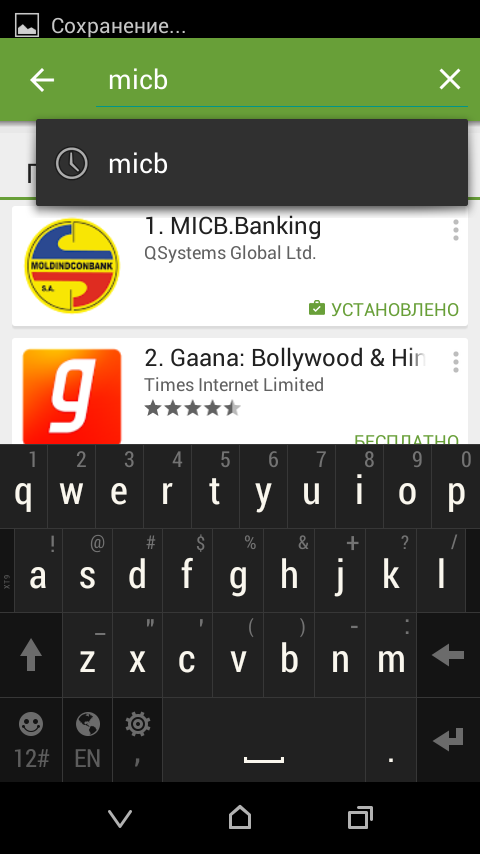 Сохранение...
micb
micb
П
1. MICB.Banking
QSystems Global Ltd.
MOLDINDCONBANK
S.A.
УСТАНОВЛЕНО
2. Gaana: Bollywood & Hin
Times Internet Limited
g
БЕСПЛАТНО
1 2 3 4 5 6 7 8 9 0
q w e r t y u i o p
! @ # $ % & + ? /
a s d f g h j k l
XT9
_ " ' ( ) - :
z x c v b n m
12# EN , .